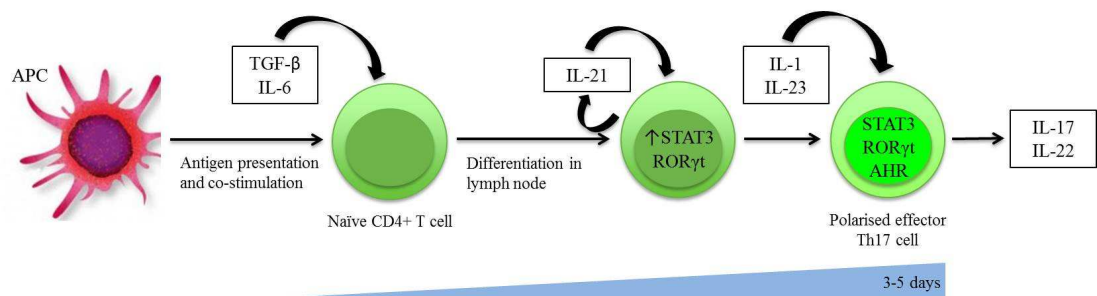 APC
TGF-β
IL-6
Antigen presentation
and co-stimulation
Naïve CD4+ T cell
Differentiation in
lymph node
IL-21
↑STAT3
RORγt
IL-1
IL-23
STAT3
RORγt
AHR
Polarised effector
Th17 cell
IL-17
IL-22
3-5 days